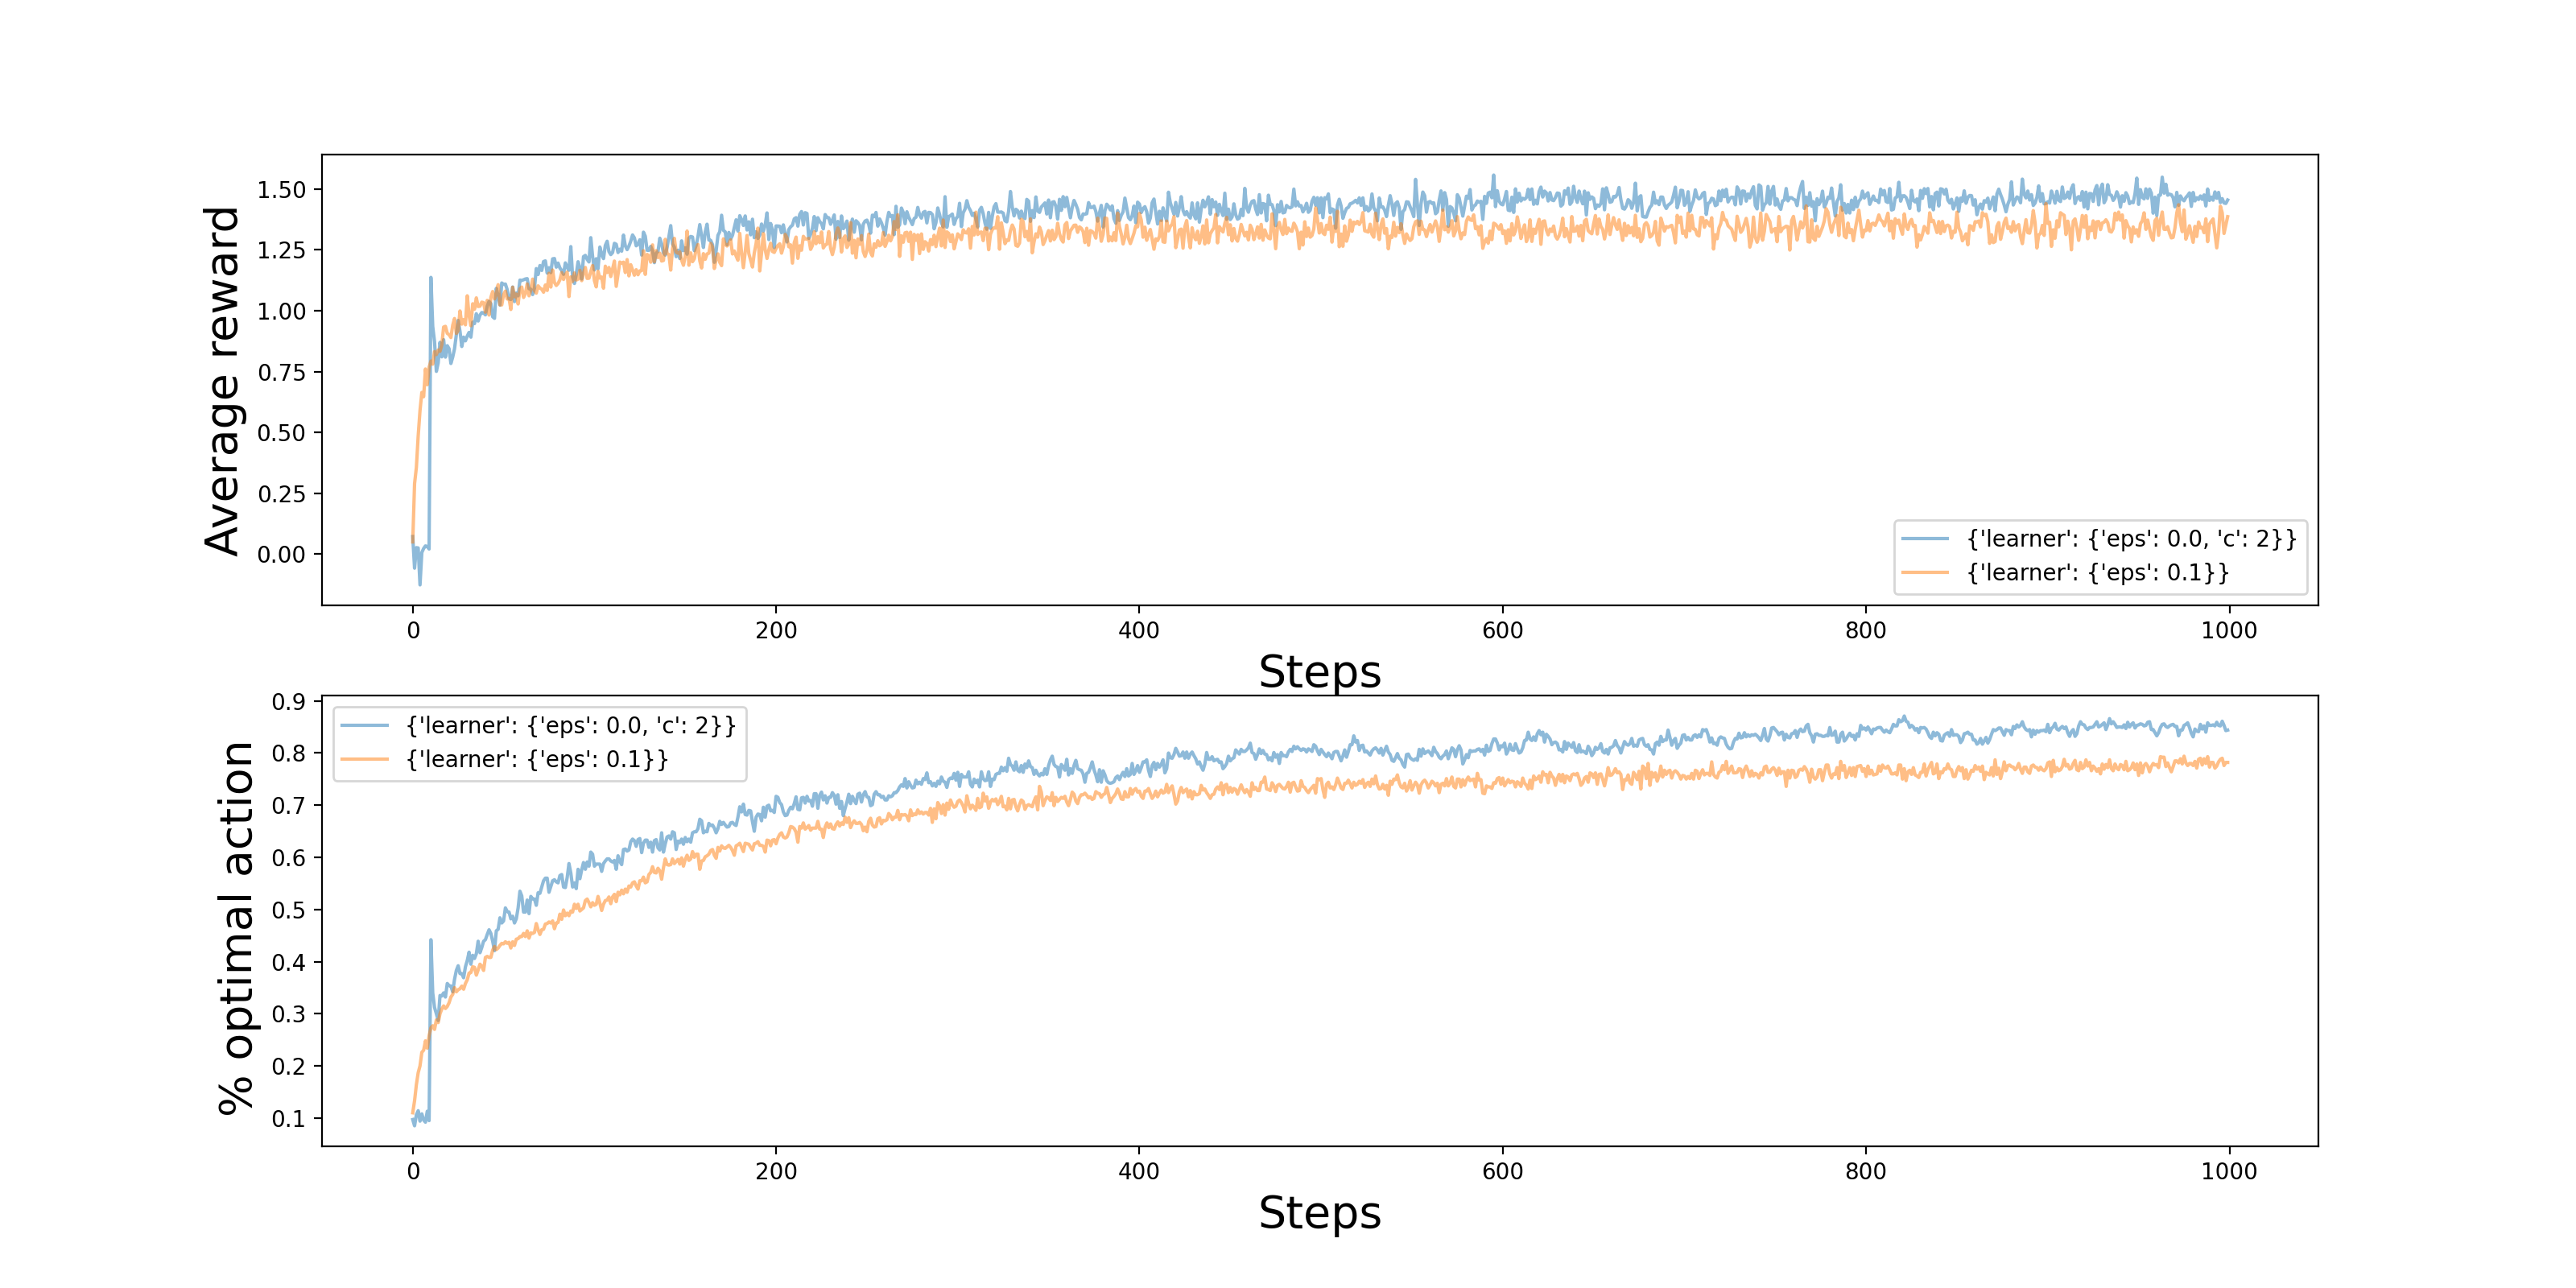 Average reward
1.50
1.25
1.00
0.75
0.50
0.25
0.00
{'learner': {'eps': 0.0, 'c': 2}}
{'learner': {'eps': 0.1}}
0 200 400 600 800 1000
Steps
% optimal action
0.9
0.8
0.7
0.6
0.5
0.4
0.3
0.2
0.1
{'learner': {'eps': 0.0, 'c': 2}}
{'learner': {'eps': 0.1}}
0 200 400 600 800 1000
Steps